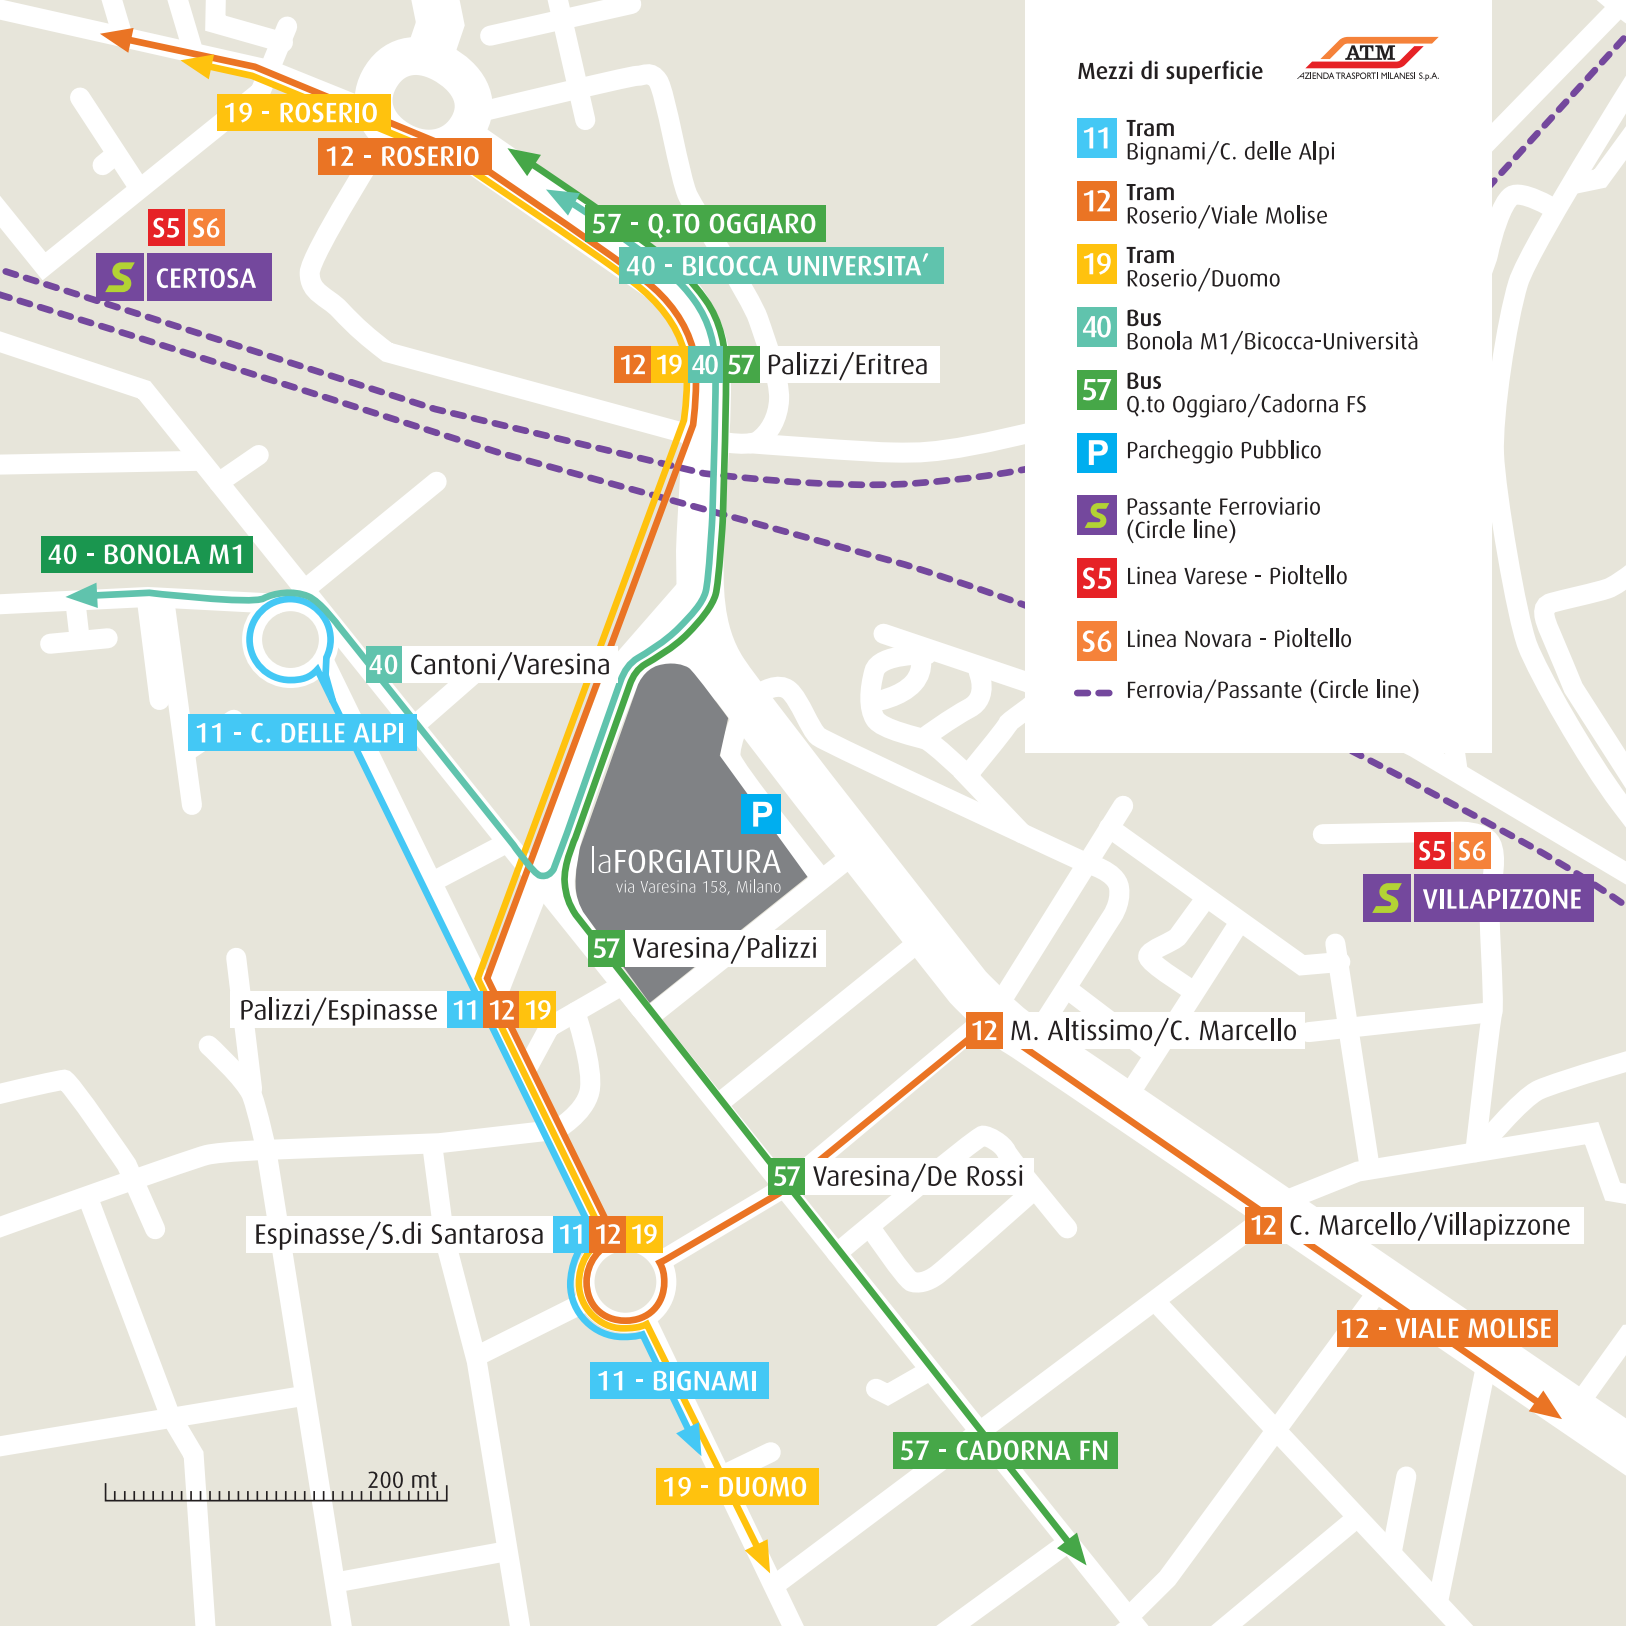 19 - ROSERIO
12 - ROSERIO
S5 S6
S CERTOSA
57 - Q.TO OGGIARO
40 - BICOCCA UNIVERSITA’
12 19 40 57 Palizzi/Eritrea
40 - BONOLA M1
40 Cantoni/Varesina
11 - C. DELLE ALPI
P
laFORGIATURA
via Varesina 158, Milano
57 Varesina/Palizzi
Palizzi/Espinasse 11 12 19
12 M. Altissimo/C. Marcello
57 Varesina/De Rossi
Espinasse/S.di Santarosa 11 12 19
12 C. Marcello/Villapizzone
12 - VIALE MOLISE
11 - BIGNAMI
57 - CADORNA FN
19 - DUOMO
200 mt
Mezzi di superficie
ATM
AZIENDA TRASPORTI MILANESI S.p.A.
11 Tram
Bignami/C. delle Alpi
12 Tram
Roserio/Viale Molise
19 Tram
Roserio/Duomo
40 Bus
Bonola M1/Bicocca-Università
57 Bus
Q.to Oggiaro/Cadorna FS
P Parcheggio Pubblico
S Passante Ferroviario
(Circle line)
S5 Linea Varese - Pioltello
S6 Linea Novara - Pioltello
Ferrovia/Passante (Circle line)
S5 S6
S VILLAPIZZONE